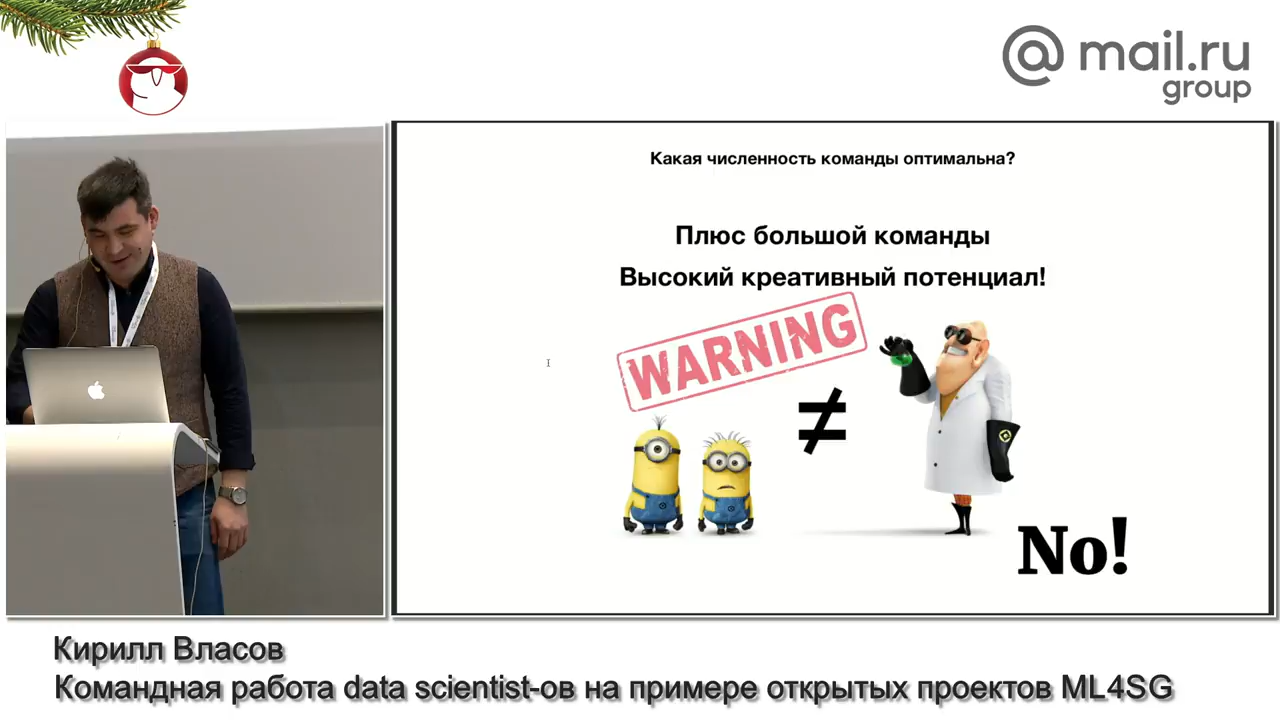 @ mail.ru
group
Какая численность команды оптимальна?
Плюс большой команды
Высокий креативный потенциал!
WARNING
≠
No!
Кирилл Власов
Командная работа data scientist-ов на примере открытых проектов ML4SG